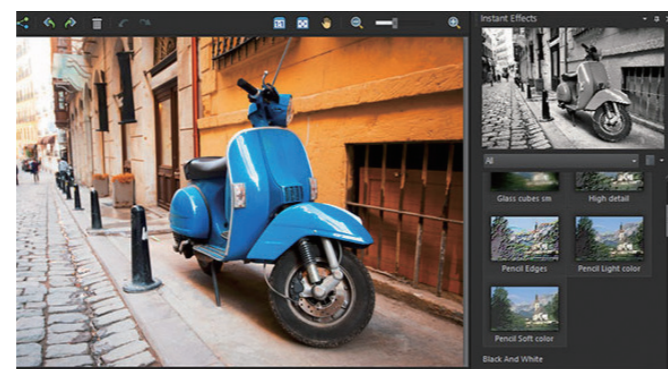 Instant Effects
All
Glass cubes sm
High detail
Pencil Edges
Pencil Light color
Pencil Soft color
Black And White